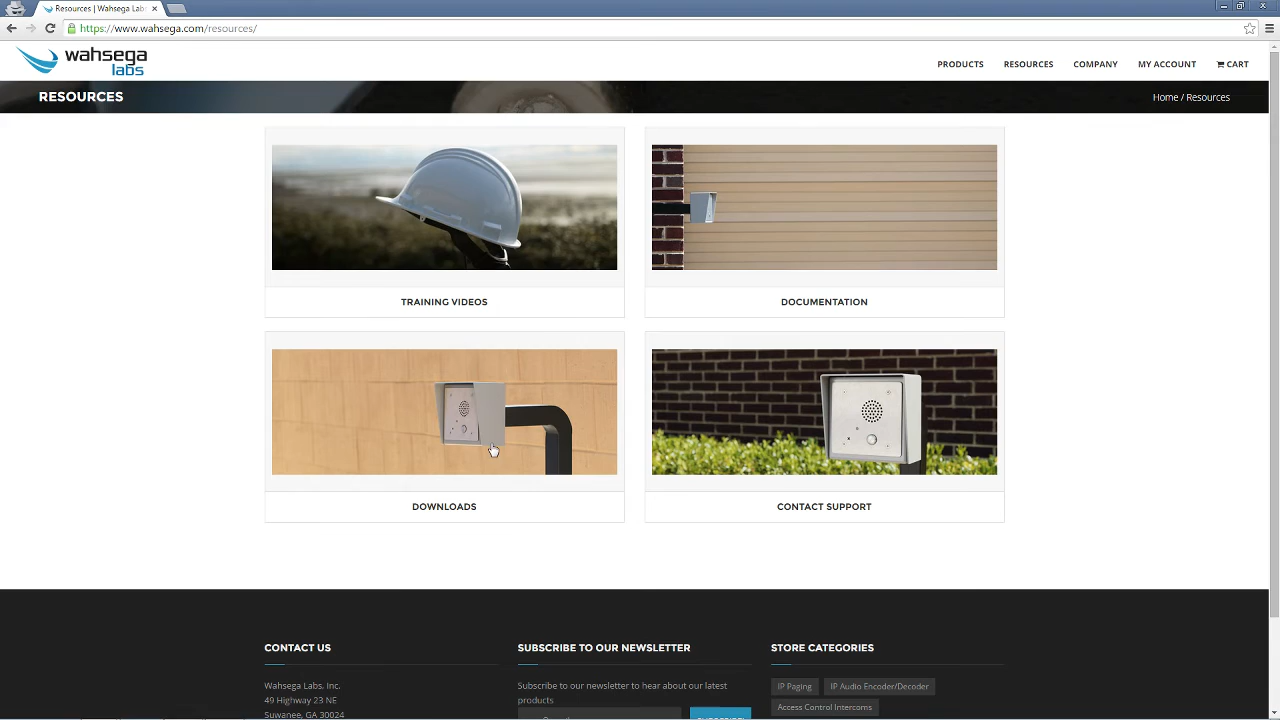 Resources | Wahsega Lab
https://www.wahsega.com/resources/
wahsega
labs
PRODUCTS
RESOURCES
COMPANY
MY ACCOUNT
CART
RESOURCES
Home / Resources
TRAINING VIDEOS
DOCUMENTATION
DOWNLOADS
CONTACT SUPPORT
CONTACT US
Wahsega Labs, Inc.
49 Highway 23 NE
Suwanee, GA 30024
SUBSCRIBE TO OUR NEWSLETTER
Subscribe to our newsletter to hear about our latest
products
STORE CATEGORIES
IP Paging
IP Audio Encoder/Decoder
Access Control Intercoms